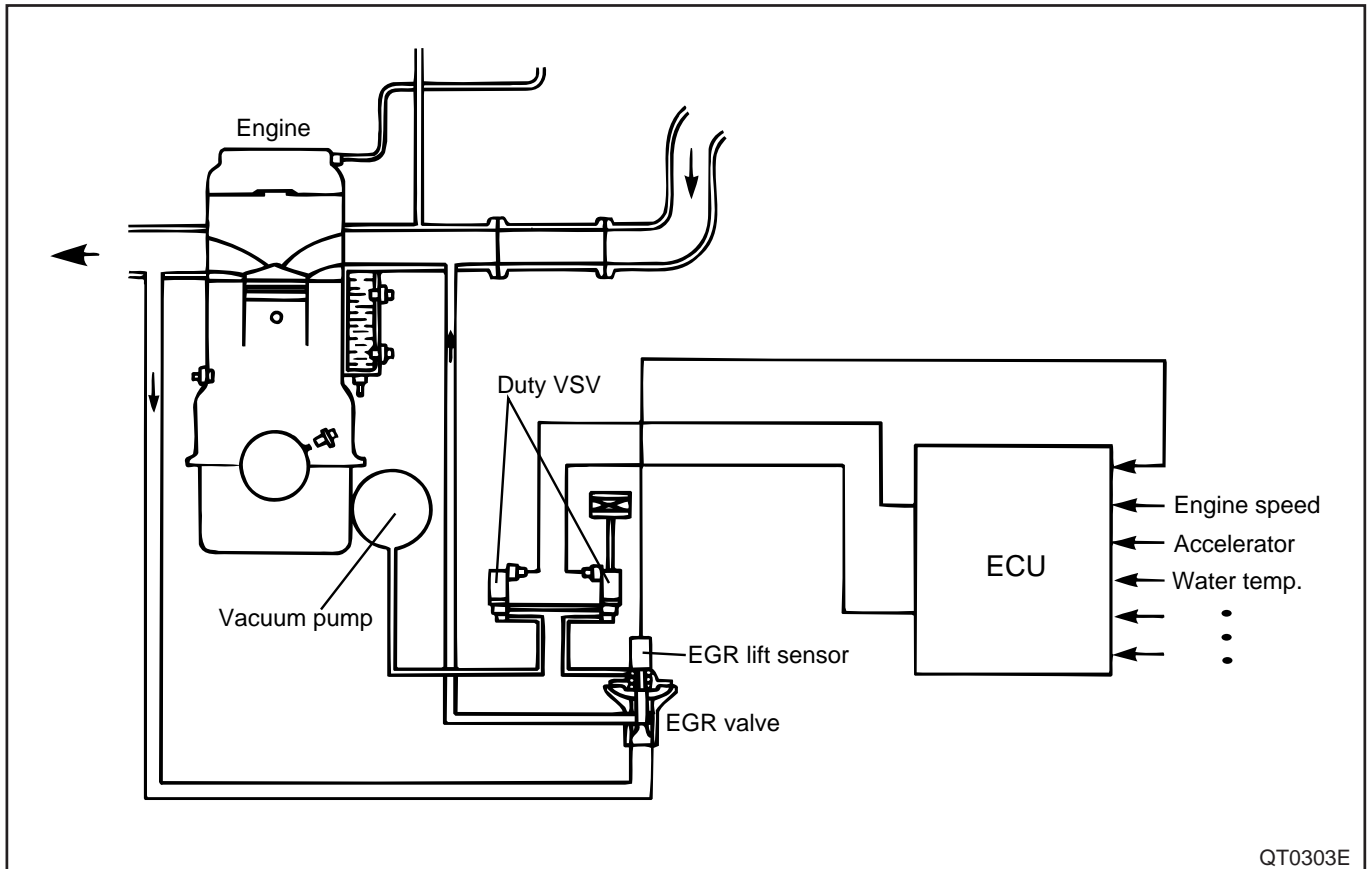 Engine
Duty VSV
Engine speed
Accelerator
ECU
Water temp.
Vacuum pump
EGR lift sensor
EGR valve
QT0303E